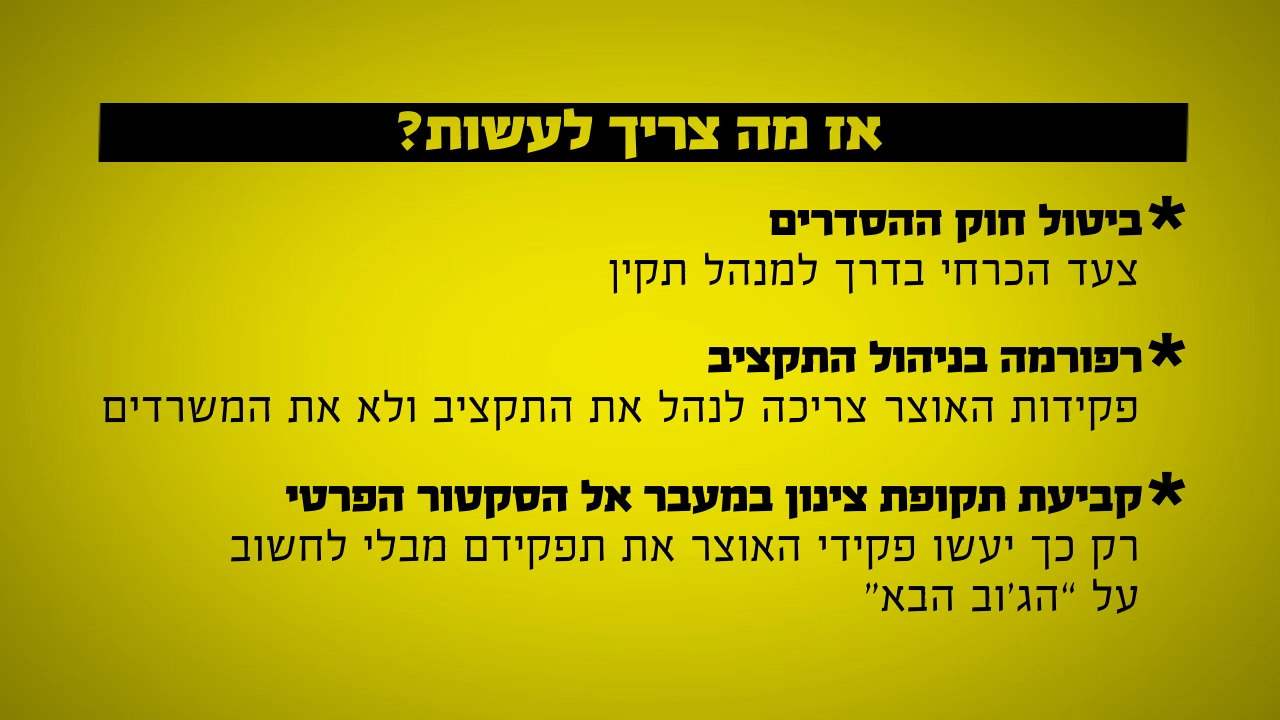 אז מה צריך לעשות?
*ביטול חוק ההסדרים
צעד הכרחי בדרך למנהל תקין
*רפורמה בניהול התקציב
פקידות האוצר צריכה לנהל את התקציב ולא את המשרדים
*קביעת תקופת צינון במעבר אל הסקטור הפרטי
רק כך יעשו פקידי האוצר את תפקידם מבלי לחשוב
על “הג'וב הבא”